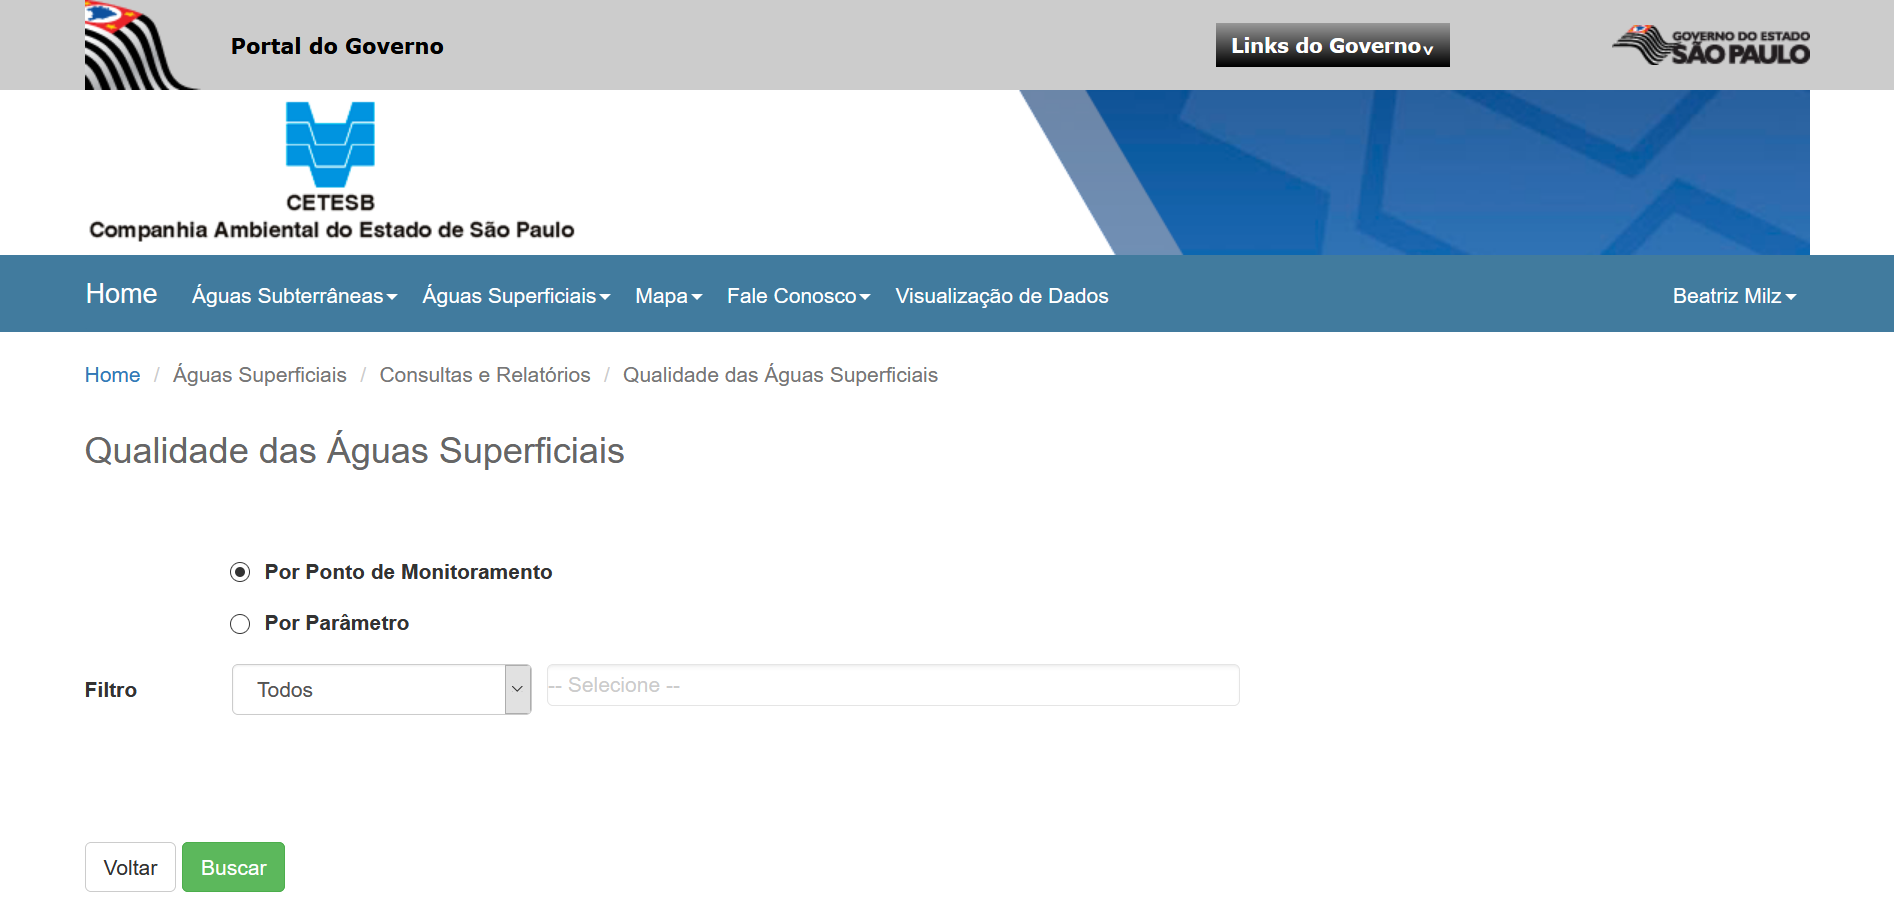 Portal do Governo
Links do Governo v
GOVERNO DO ESTADO
SÃO PAULO
CETESB
Companhia Ambiental do Estado de São Paulo
Home Águas Subterrâneas Águas Superficiais Mapa Fale Conosco Visualização de Dados Beatriz Milz
Home / Águas Superficiais / Consultas e Relatórios / Qualidade das Águas Superficiais
Qualidade das Águas Superficiais
Por Ponto de Monitoramento
Por Parâmetro
Filtro Todos -- Selecione --
Voltar Buscar